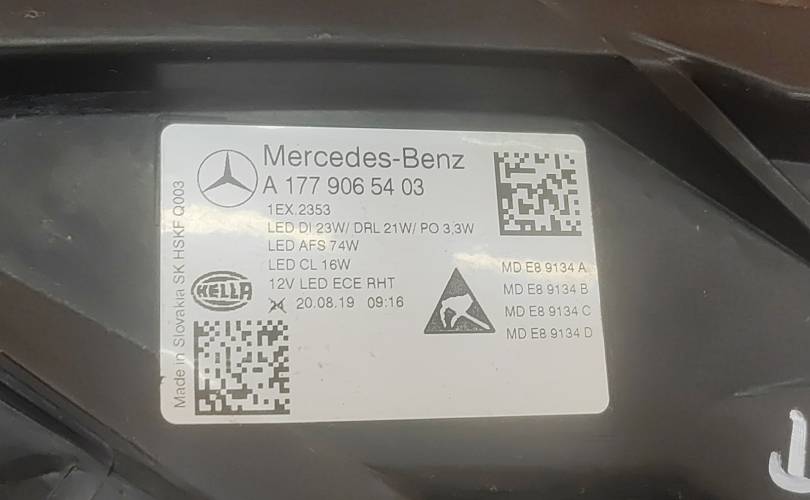 Mercedes-Benz
A 177 906 54 03
1EX.2353
LED DI 23W/ DRL 21W/ PO 3,3W
LED AFS 74W
LED CL 16W
12V LED ECE RHT
20.08.19 09:16
HELLA
MD E8 9134 A
MD E8 9134 B
MD E8 9134 C
MD E8 9134 D
Made in Slovakia SK HSKF Q003